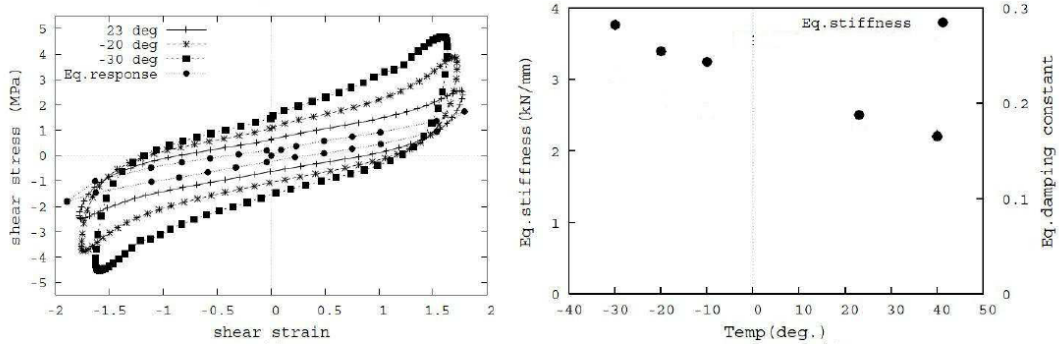 23 deg
-20 deg
-30 deg
Eq.response
5
4
3
2
1
0
-1
-2
-3
-4
-5
shear stress (MPa)
-2 -1.5 -1 -0.5 0 0.5 1 1.5 2
shear strain
Eq.stiffness
4
3
2
1
0
Eq.stiffness(kN/mm)
0.3
0.2
0.1
0
Eq.damping constant
-40 -30 -20 -10 0 10 20 30 40 50
Temp(deg.)